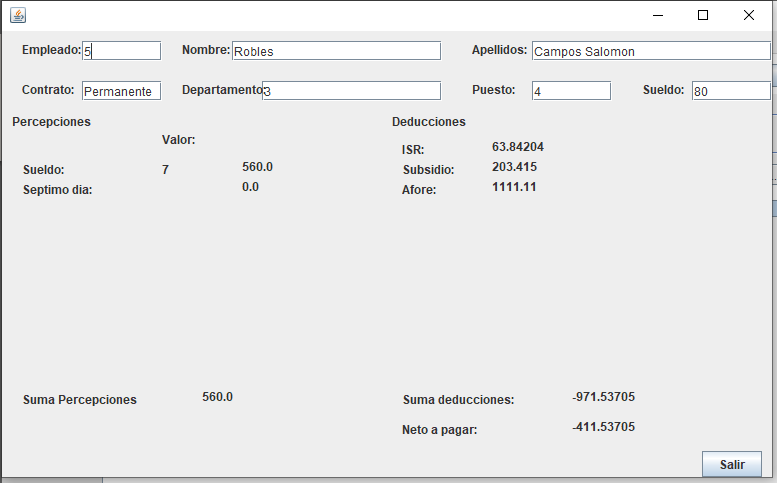 Empleado: 5 Nombre: Robles Apellidos: Campos Salomon
Contrato: Permanente Departamento: 3 Puesto: 4 Sueldo: 80
Percepciones Deducciones
Valor:
ISR: 63.84204
Sueldo: 7 560.0 Subsidio: 203.415
Septimo dia: 0.0 Afore: 1111.11
Suma Percepciones 560.0 Suma deducciones: -971.53705
Neto a pagar: -411.53705
Salir